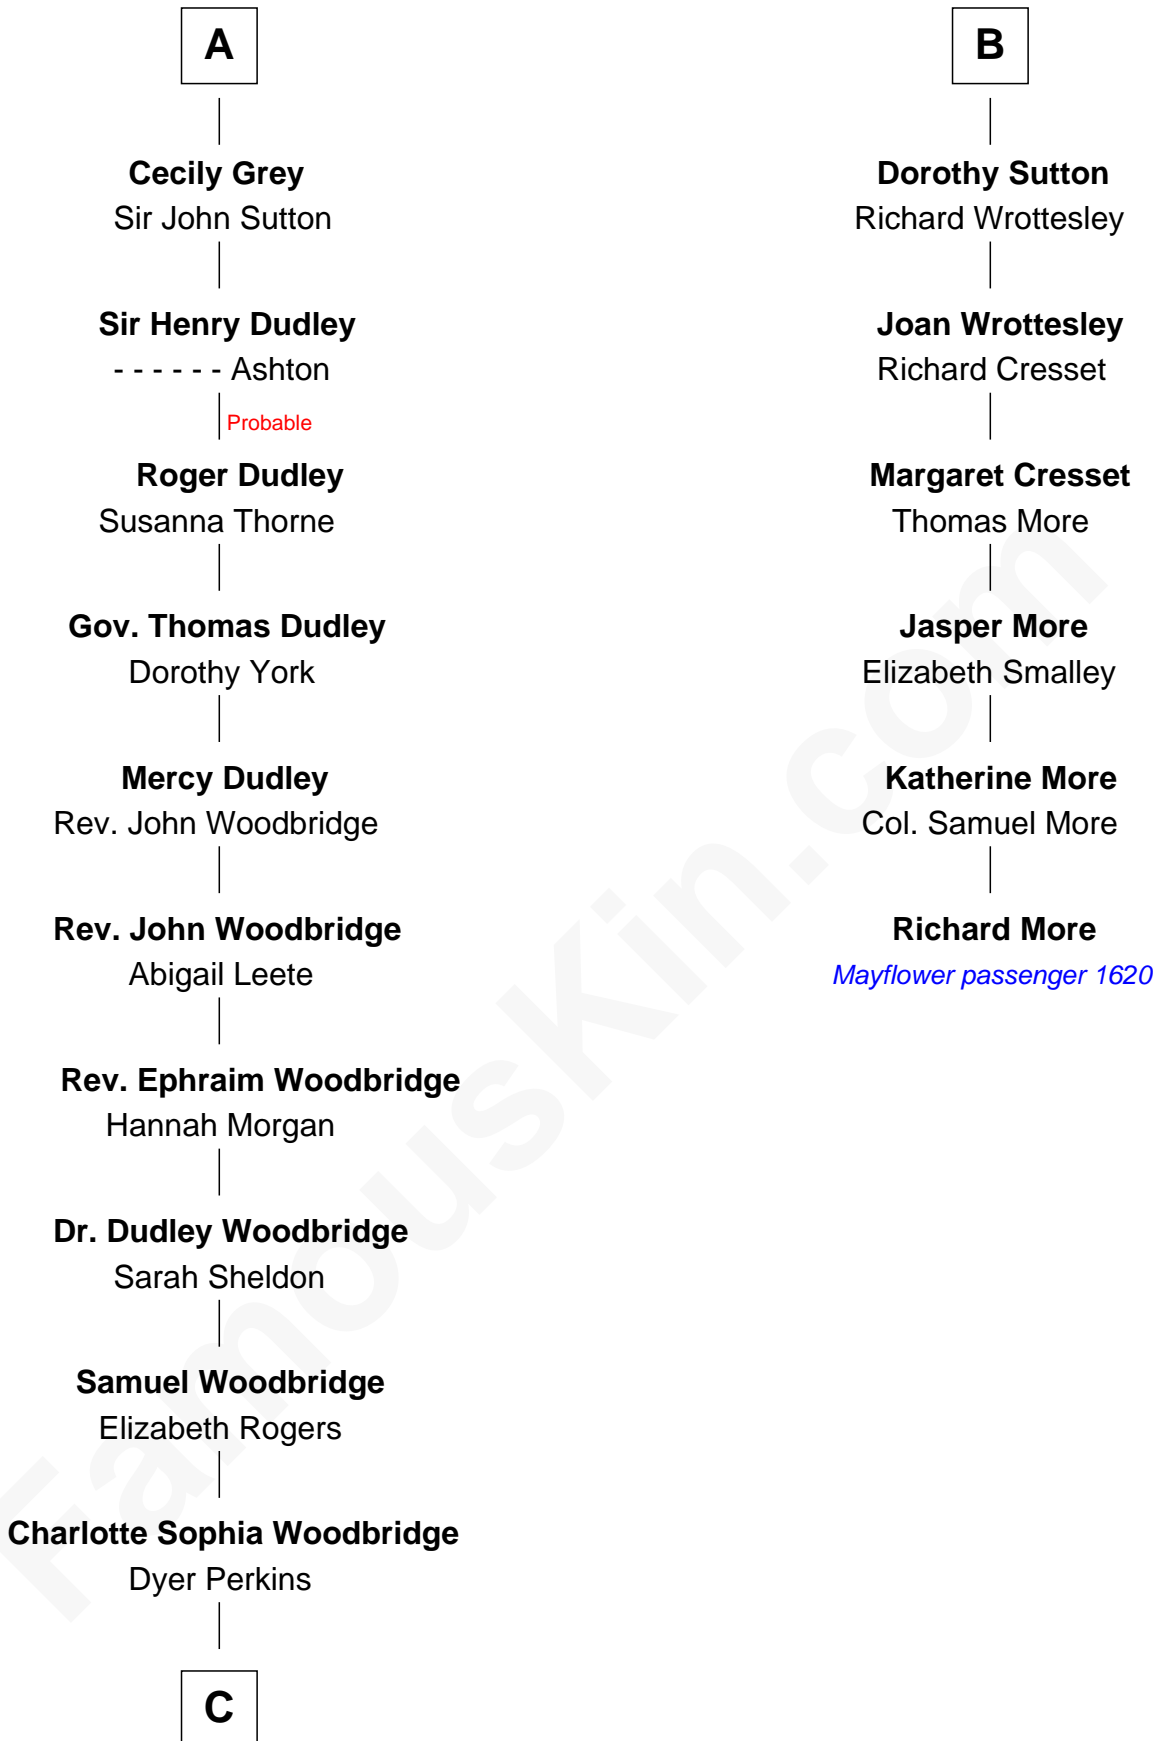 A
Cecily Grey
Sir John Sutton
Sir Henry Dudley
- - - - - - Ashton
Probable
Roger Dudley
Susanna Thorne
Gov. Thomas Dudley
Dorothy York
Mercy Dudley
Rev. John Woodbridge
Rev. John Woodbridge
Abigail Leete
Rev. Ephraim Woodbridge
Hannah Morgan
Dr. Dudley Woodbridge
Sarah Sheldon
Samuel Woodbridge
Elizabeth Rogers
Charlotte Sophia Woodbridge
Dyer Perkins
C
B
Dorothy Sutton
Richard Wrottesley
Joan Wrottesley
Richard Cresset
Margaret Cresset
Thomas More
Jasper More
Elizabeth Smalley
Katherine More
Col. Samuel More
Richard More
Mayflower passenger 1620
FamousKin.com